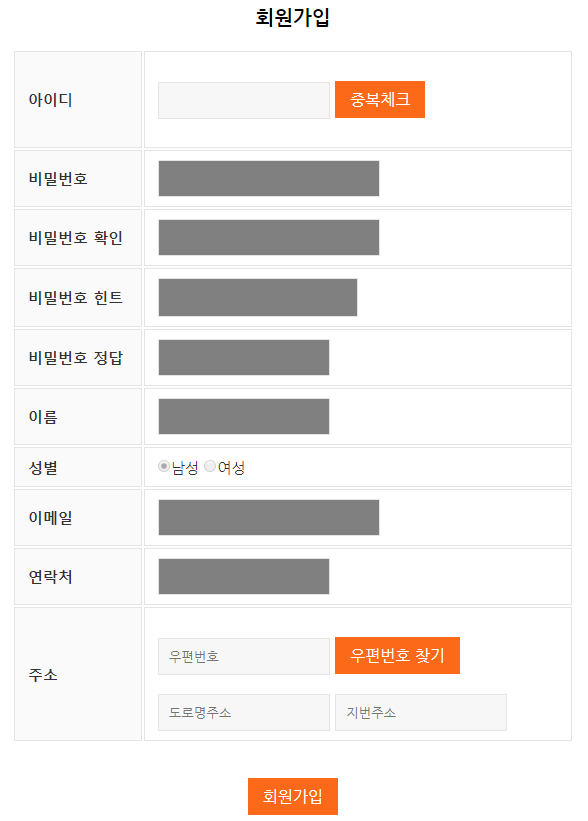 회원가입
아이디 중복체크
비밀번호
비밀번호 확인
비밀번호 힌트
비밀번호 정답
이름
성별 남성 여성
이메일
연락처
주소
우편번호 우편번호 찾기
도로명주소 지번주소
회원가입